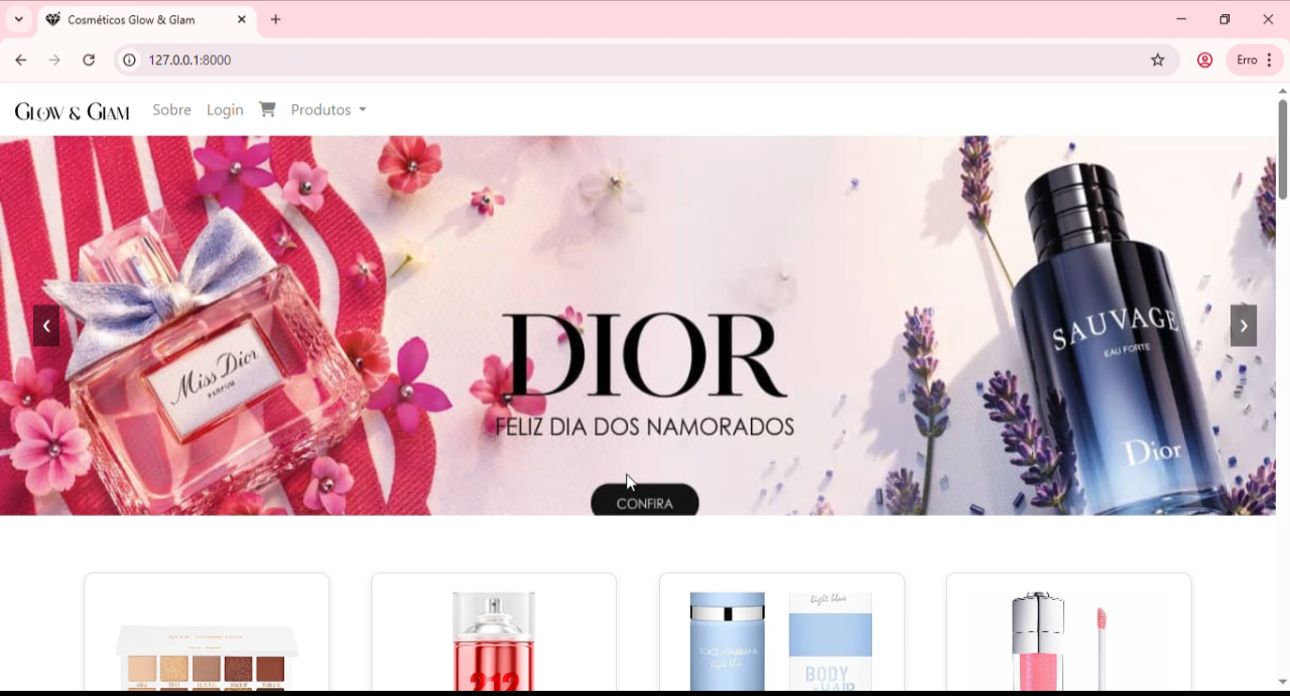 Cosméticos Glow & Glam
127.0.0.1:8000
Erro
GLOW & GLAM
Sobre
Login
Produtos
Miss Dior
PARFUM
DIOR
FELIZ DIA DOS NAMORADOS
CONFIRA
SAUVAGE
EAU FORTE
Dior
212
DOLCE & GABBANA
light blue
light blue
BODY
HAIR